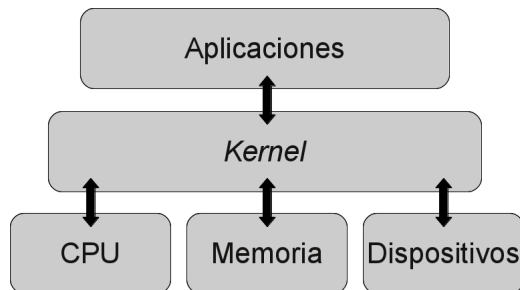 Aplicaciones
Kernel
CPU
Memoria
Dispositivos